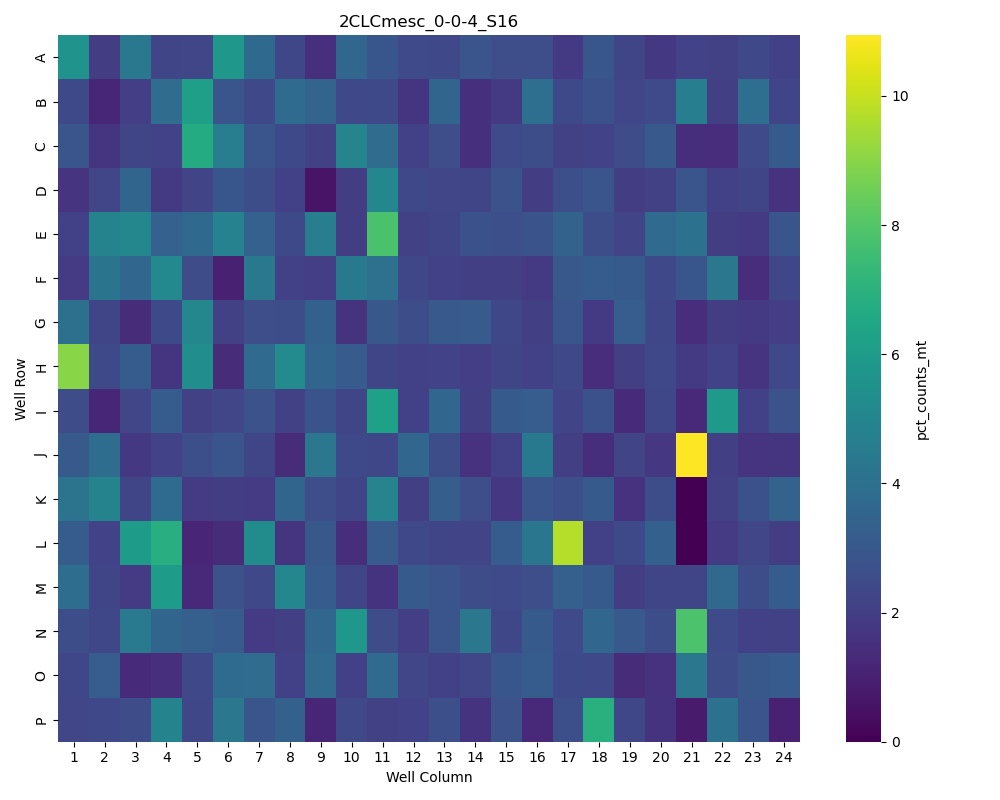 2CLCmesc_0-0-4_S16
A
B
C
D
E
F
G
H
I
J
K
L
M
N
O
P
Well Row
1 2 3 4 5 6 7 8 9 10 11 12 13 14 15 16 17 18 19 20 21 22 23 24
Well Column
10
8
6
4
2
0
pct_counts_mt